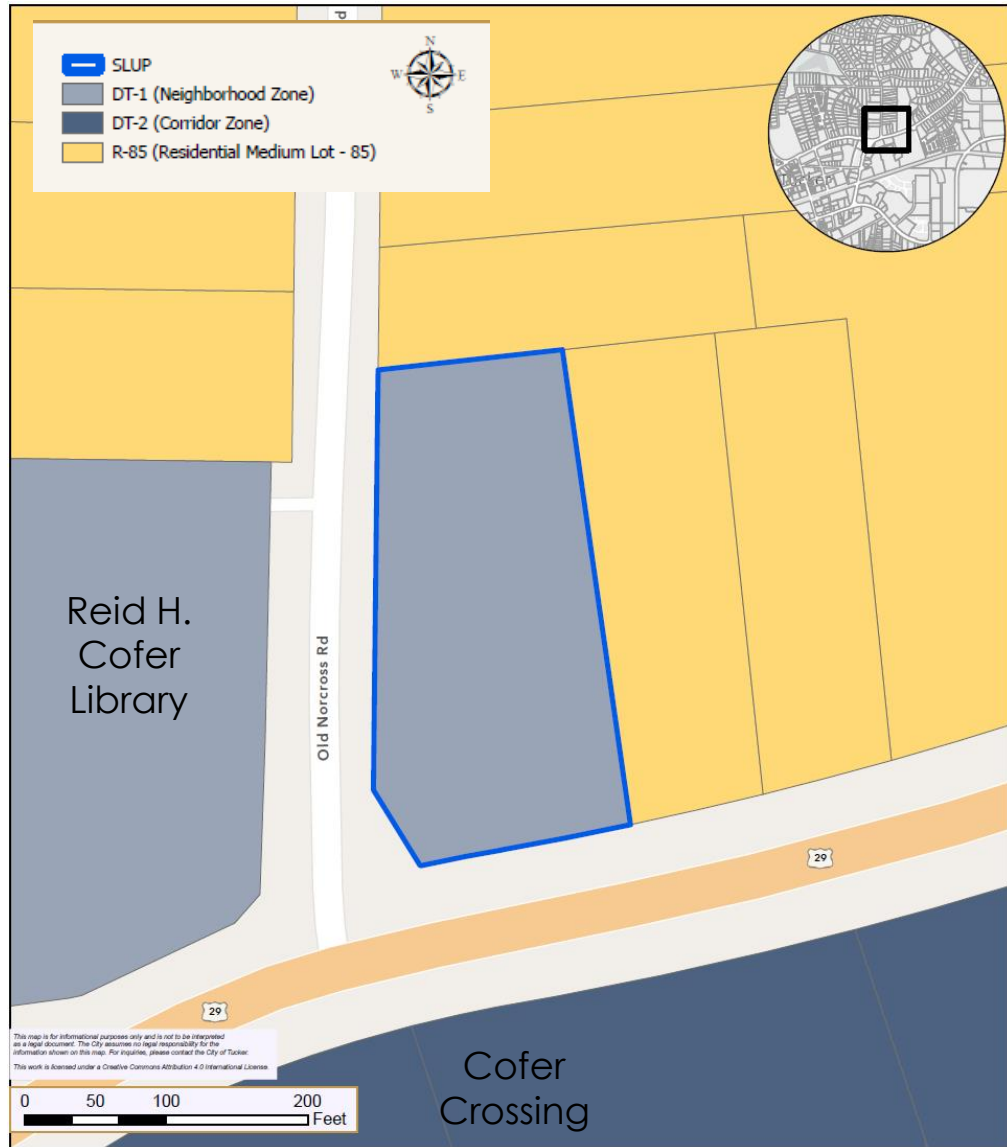 SLUP
DT-1 (Neighborhood Zone)
DT-2 (Corridor Zone)
R-85 (Residential Medium Lot - 85)
N
W E
S
Tucker
Reid H.
Cofer
Library
Old Norcross Rd
29
29
This map is for informational purposes only and is not to be interpreted
as a legal document. The City assumes no legal responsibility for the
information shown on this map. For inquiries, please contact the City of Tucker.
This work is licensed under a Creative Commons Attribution 4.0 International License.
Cofer
Crossing
0 50 100 200
Feet